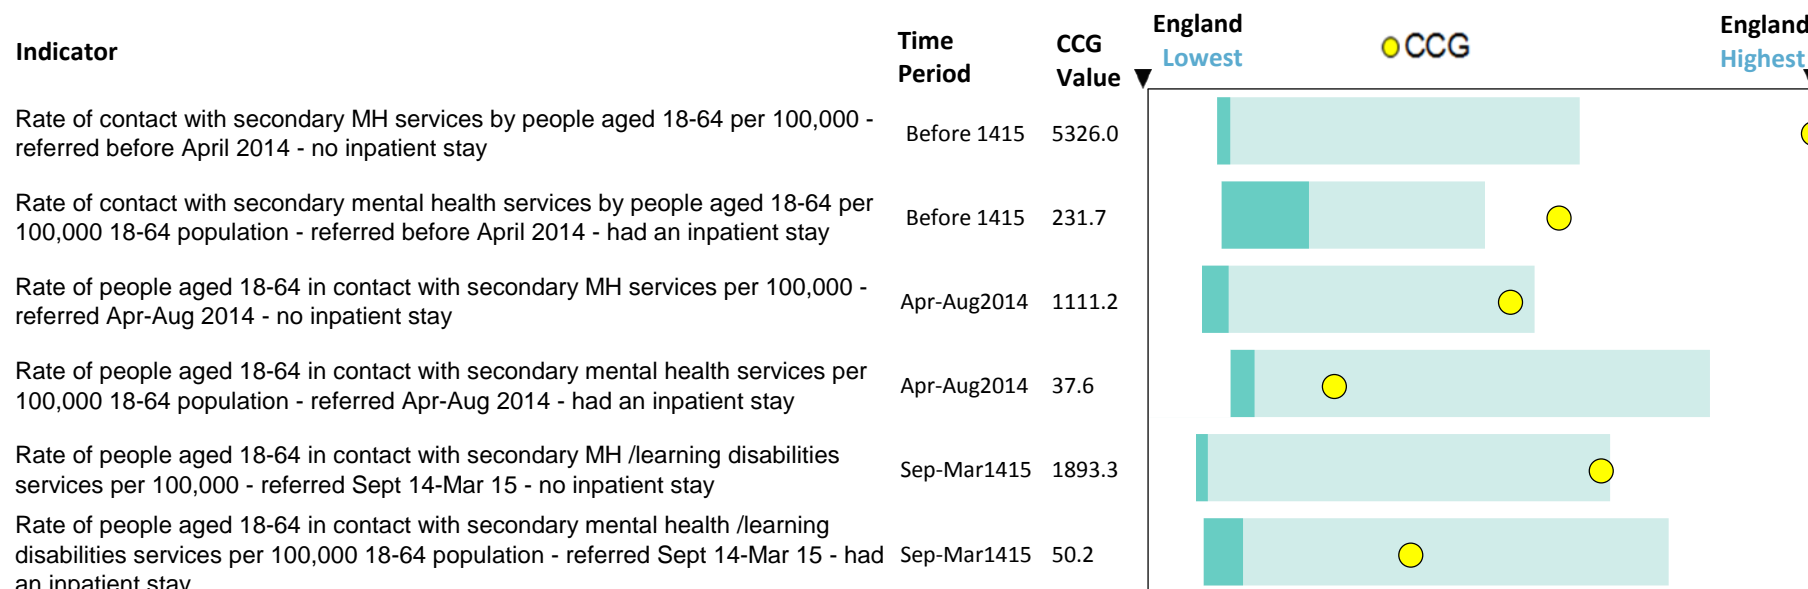 Indicator
Time
Period
CCG
Value
England
Lowest
CCG
England
Highest
Rate of contact with secondary MH services by people aged 18-64 per 100,000 -
referred before April 2014 - no inpatient stay
Before 1415 5326.0
Rate of contact with secondary mental health services by people aged 18-64 per
100,000 18-64 population - referred before April 2014 - had an inpatient stay
Before 1415 231.7
Rate of people aged 18-64 in contact with secondary MH services per 100,000 -
referred Apr-Aug 2014 - no inpatient stay
Apr-Aug2014 1111.2
Rate of people aged 18-64 in contact with secondary mental health services per
100,000 18-64 population - referred Apr-Aug 2014 - had an inpatient stay
Apr-Aug2014 37.6
Rate of people aged 18-64 in contact with secondary MH /learning disabilities
services per 100,000 - referred Sept 14-Mar 15 - no inpatient stay
Sep-Mar1415 1893.3
Rate of people aged 18-64 in contact with secondary mental health /learning
disabilities services per 100,000 18-64 population - referred Sept 14-Mar 15 - had
an inpatient stay
Sep-Mar1415 50.2